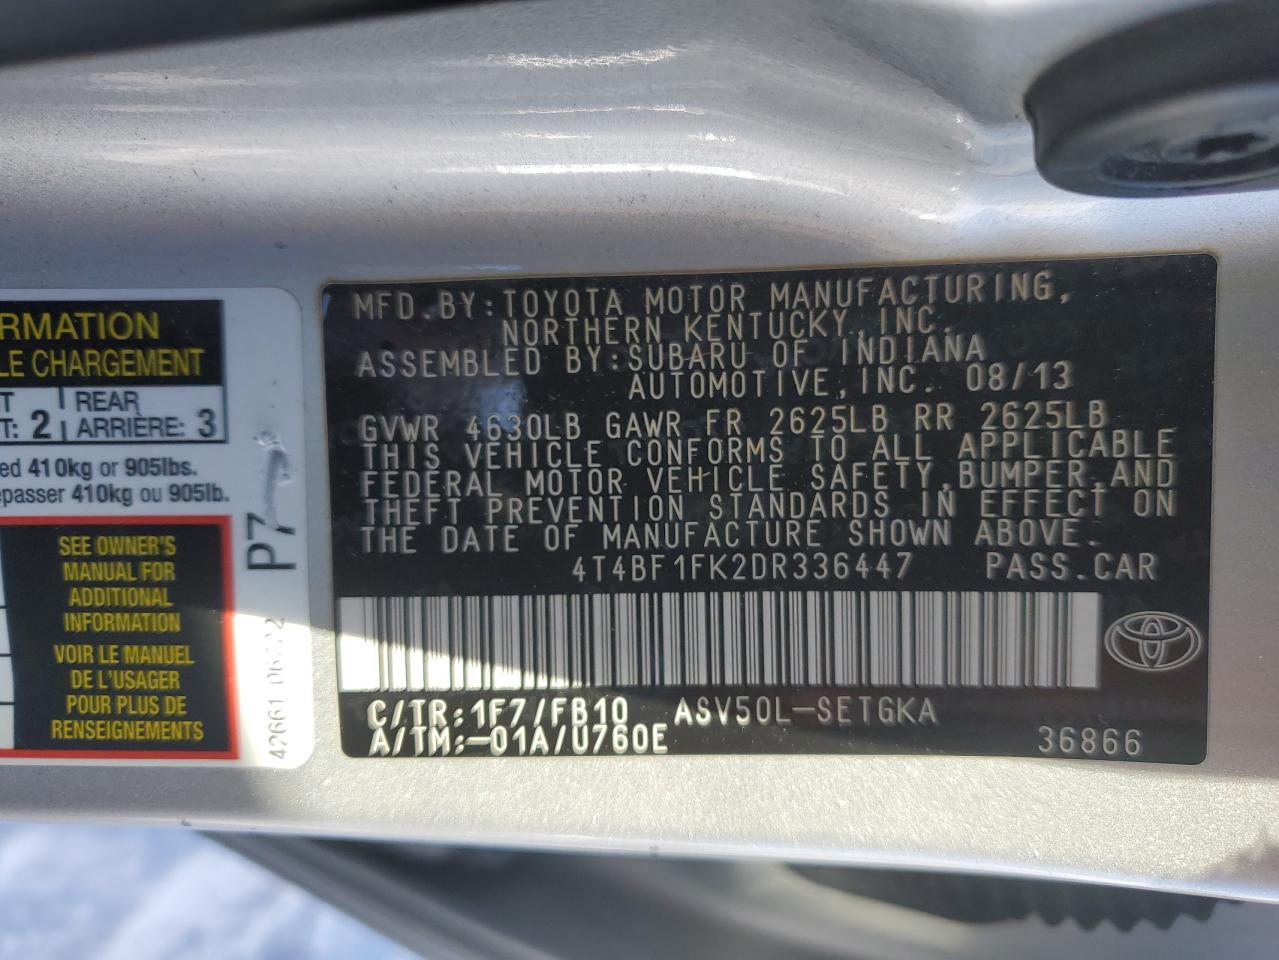 RMATION
LE CHARGEMENT
T: 2 | REAR
ARRIÈRE: 3
ed 410kg or 905lbs.
epasser 410kg ou 905lb.
SEE OWNER'S
MANUAL FOR
ADDITIONAL
INFORMATION
VOIR LE MANUEL
DE L'USAGER
POUR PLUS DE
RENSEIGNEMENTS
P7
42661
MFD.BY:TOYOTA MOTOR MANUFACTURING,
NORTHERN KENTUCKY,INC.
ASSEMBLED BY:SUBARU OF INDIANA
AUTOMOTIVE,INC. 08/13
GVWR 4630LB GAWR FR 2625LB RR 2625LB
THIS VEHICLE CONFORMS TO ALL APPLICABLE
FEDERAL MOTOR VEHICLE SAFETY,BUMPER,AND
THEFT PREVENTION STANDARDS IN EFFECT ON
THE DATE OF MANUFACTURE SHOWN ABOVE.
4T4BF1FK2DR336447 PASS.CAR
C/TR:1F7/FB10 ASV50L-SETGKA
A/TM:-01A/U760E 36866